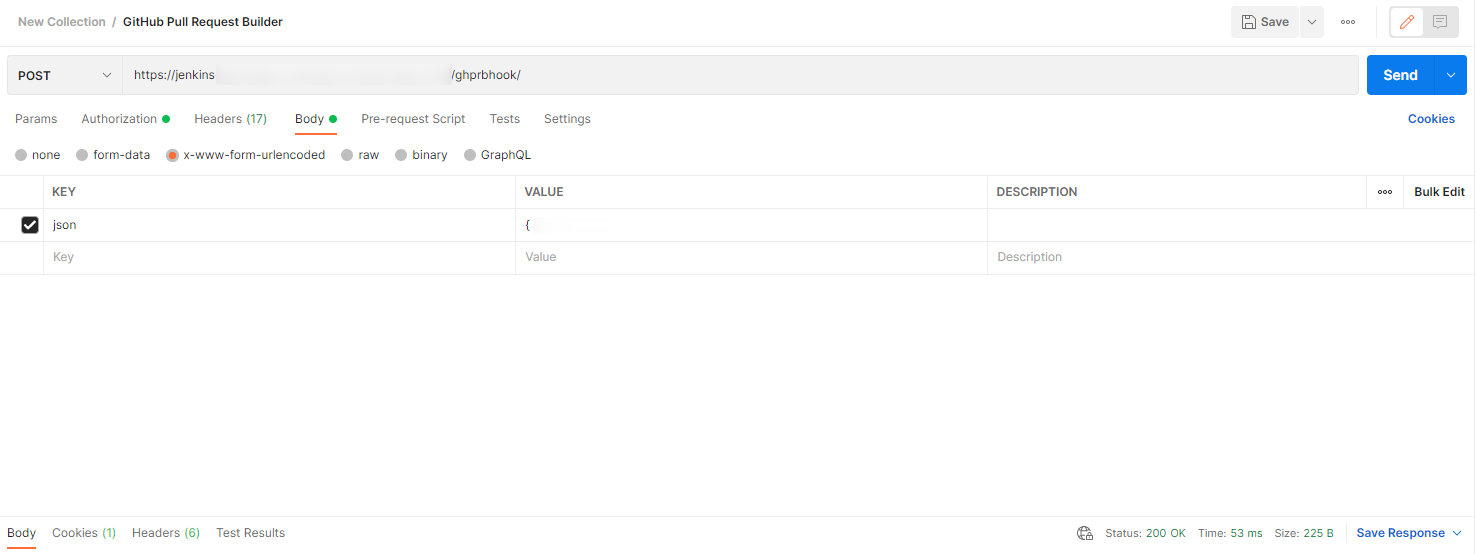 New Collection / GitHub Pull Request Builder
Save
POST
https://jenkins /ghprbhook/
Send
Params Authorization Headers (17) Body Pre-request Script Tests Settings Cookies
none form-data x-www-form-urlencoded raw binary GraphQL
KEY VALUE DESCRIPTION Bulk Edit
json {
Key Value Description
Body Cookies (1) Headers (6) Test Results Status: 200 OK Time: 53 ms Size: 225 B Save Response